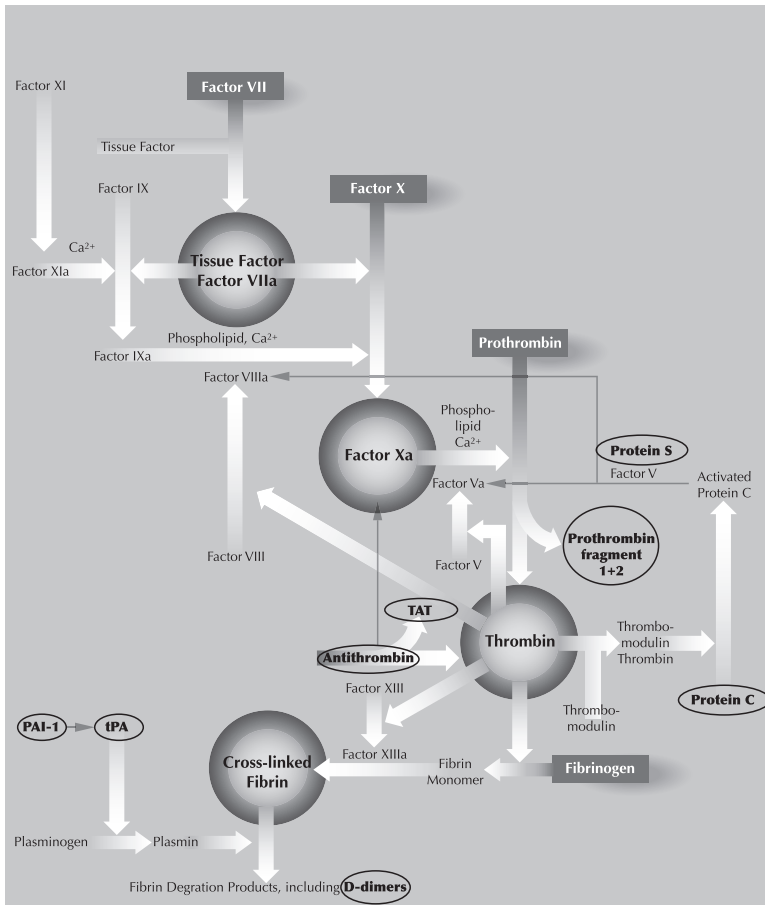 Factor XI
Factor VII
Tissue Factor
Factor IX
Factor X
Ca2+
Tissue Factor
Factor VIIa
Factor XIa
Phospholipid, Ca2+
Factor IXa
Prothrombin
Factor VIIIa
Phospho-
lipid
Ca2+
Factor Xa
Protein S
Factor V
Factor Va
Activated
Protein C
Factor VIII
Factor V
Prothrombin
fragment
1+2
TAT
Thrombin
Thrombo-
modulin
Thrombin
Antithrombin
Factor XIII
Protein C
Thrombo-
modulin
PAI-1
tPA
Factor XIIIa
Cross-linked
Fibrin
Fibrin
Monomer
Fibrinogen
Plasminogen
Plasmin
Fibrin Degration Products, including D-dimers